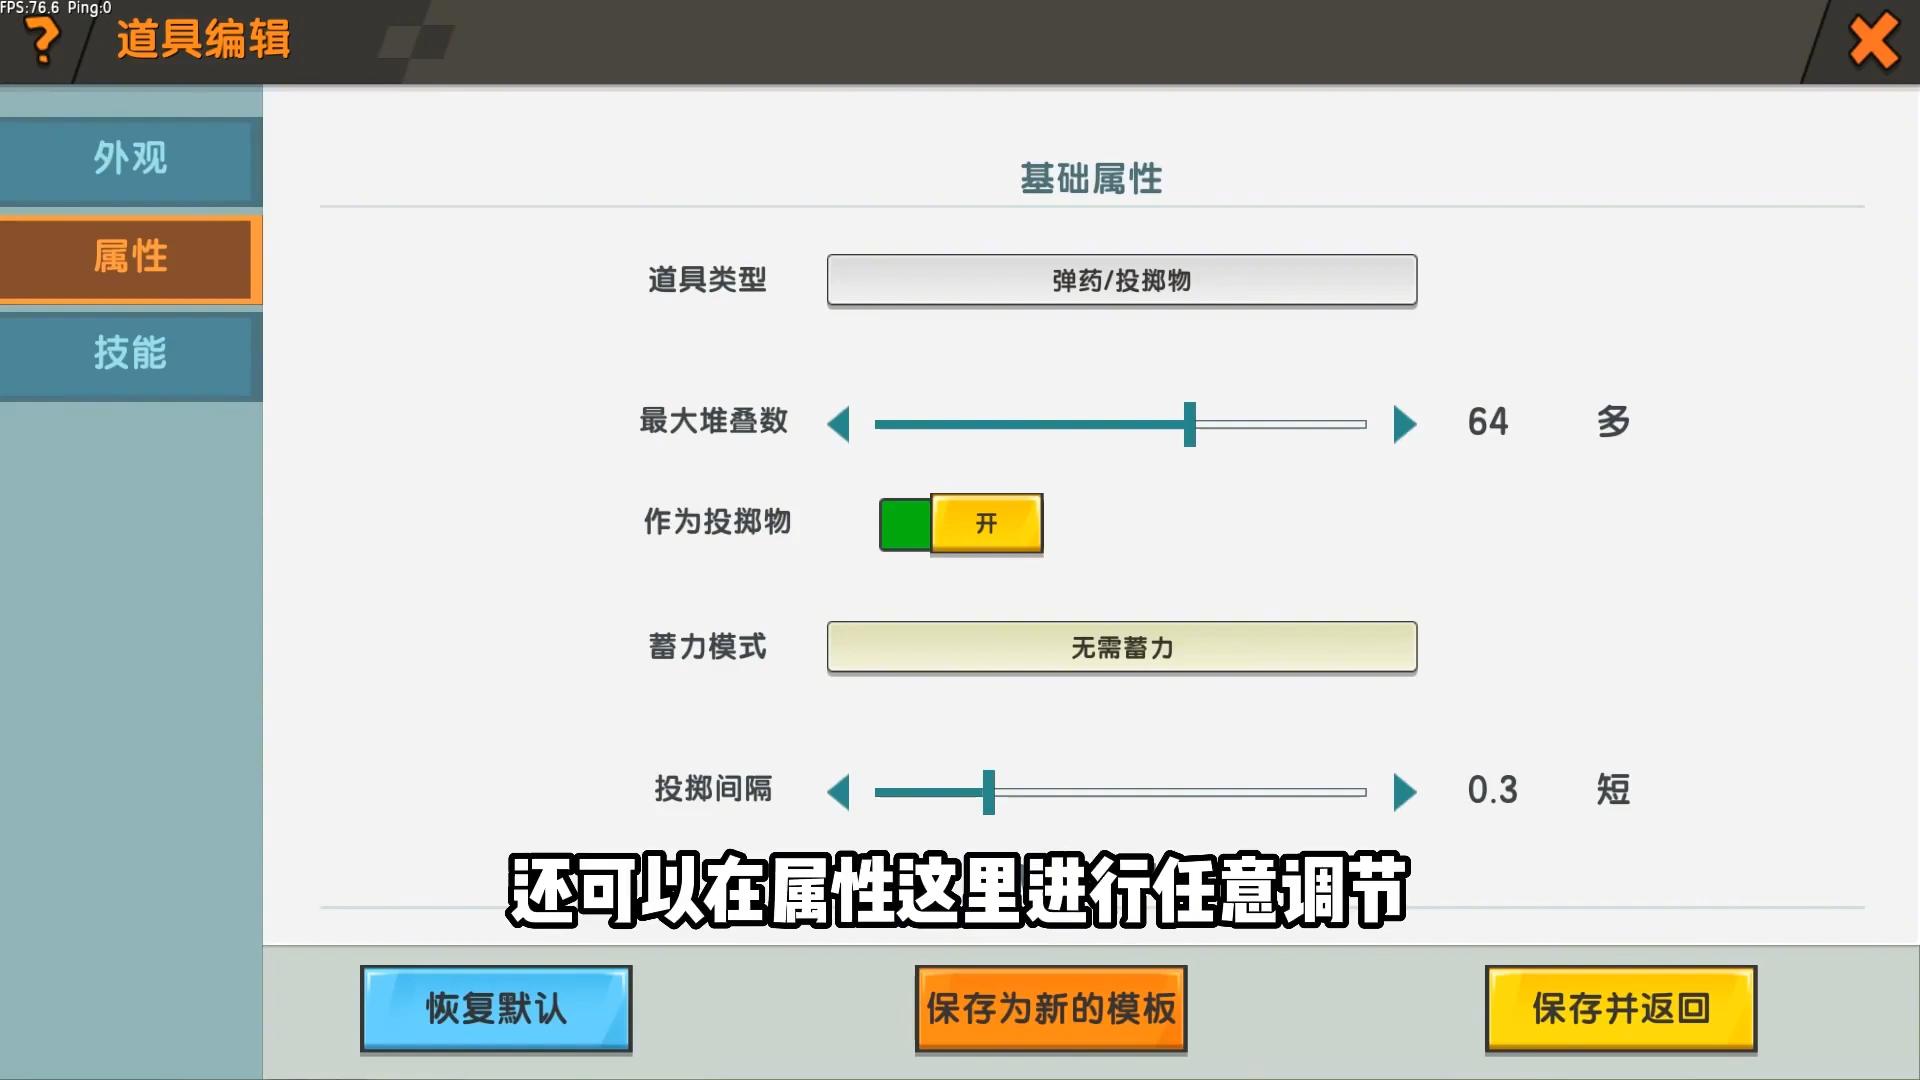 FPS:76.6 Ping:0
?
道具编辑
外观
属性
技能
基础属性
道具类型 弹药/投掷物
最大堆叠数 64 多
作为投掷物 开
蓄力模式 无需蓄力
投掷间隔 0.3 短
还可以在属性这里进行任意调节
恢复默认 保存为新的模板 保存并返回